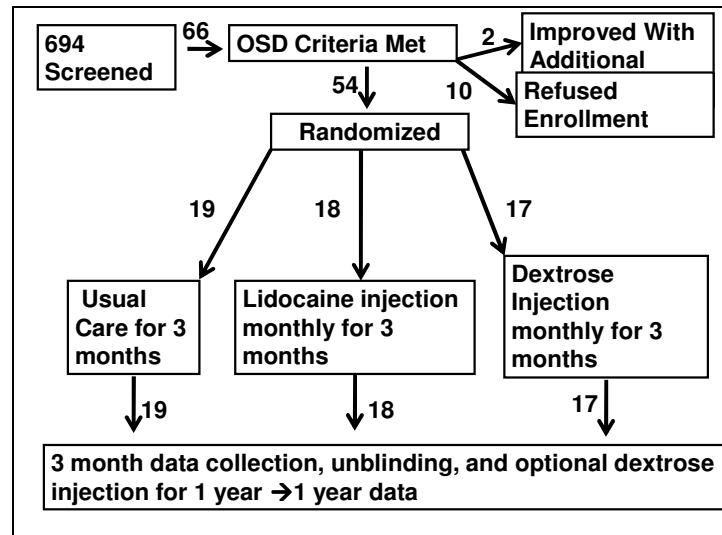 694
Screened
66
OSD Criteria Met
2
Improved With
Additional
10
Refused
Enrollment
54
Randomized
19
18
17
Usual
Care for 3
months
Lidocaine injection
monthly for 3
months
Dextrose
Injection
monthly for 3
months
19
18
17
3 month data collection, unblinding, and optional dextrose
injection for 1 year →1 year data